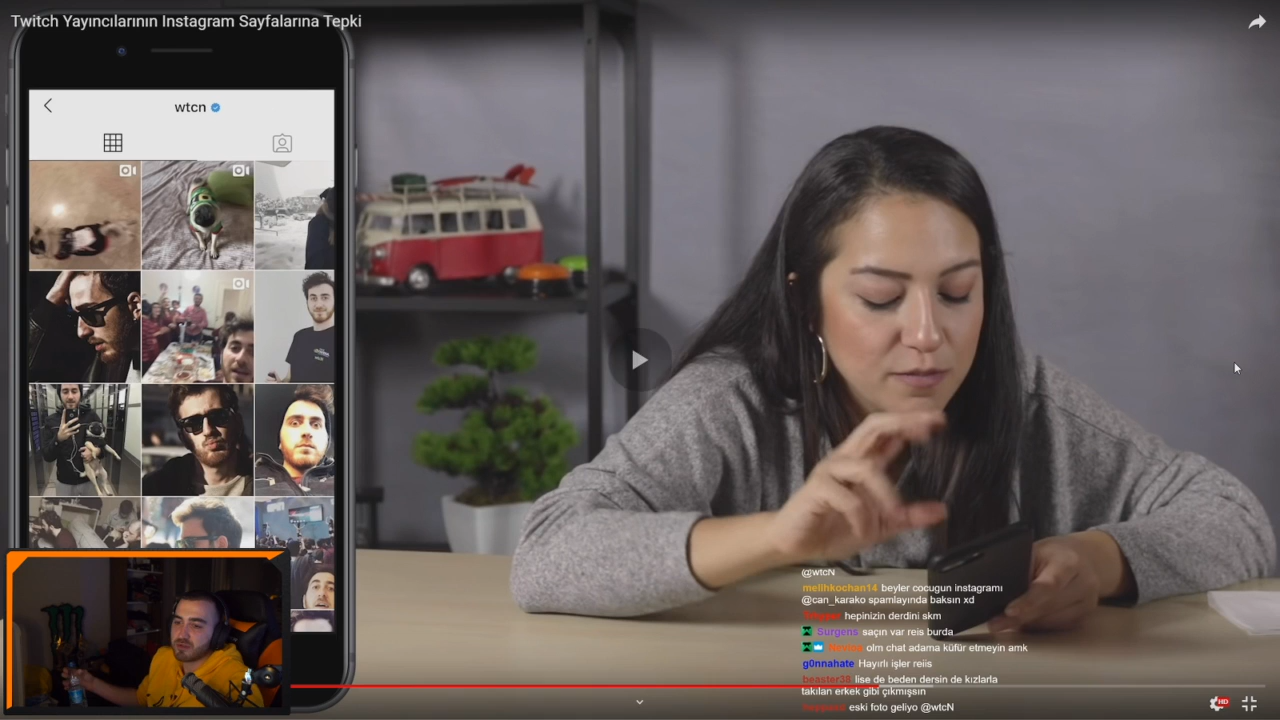 Twitch Yayıncılarının Instagram Sayfalarına Tepki
wtcn
@wtcN
melihkochan14 beyler cocugun instagramı
@can_karako spamlayında baksın xd
hepinizin derdini skm
Surgens saçın var reis burda
olm chat adama küfür etmeyin amk
g0nnahate Hayırlı işler reiis
beaster38 lise de beden dersin de kızlarla
takılan erkek gibi çıkmışsın
eski foto geliyo @wtcN
HD